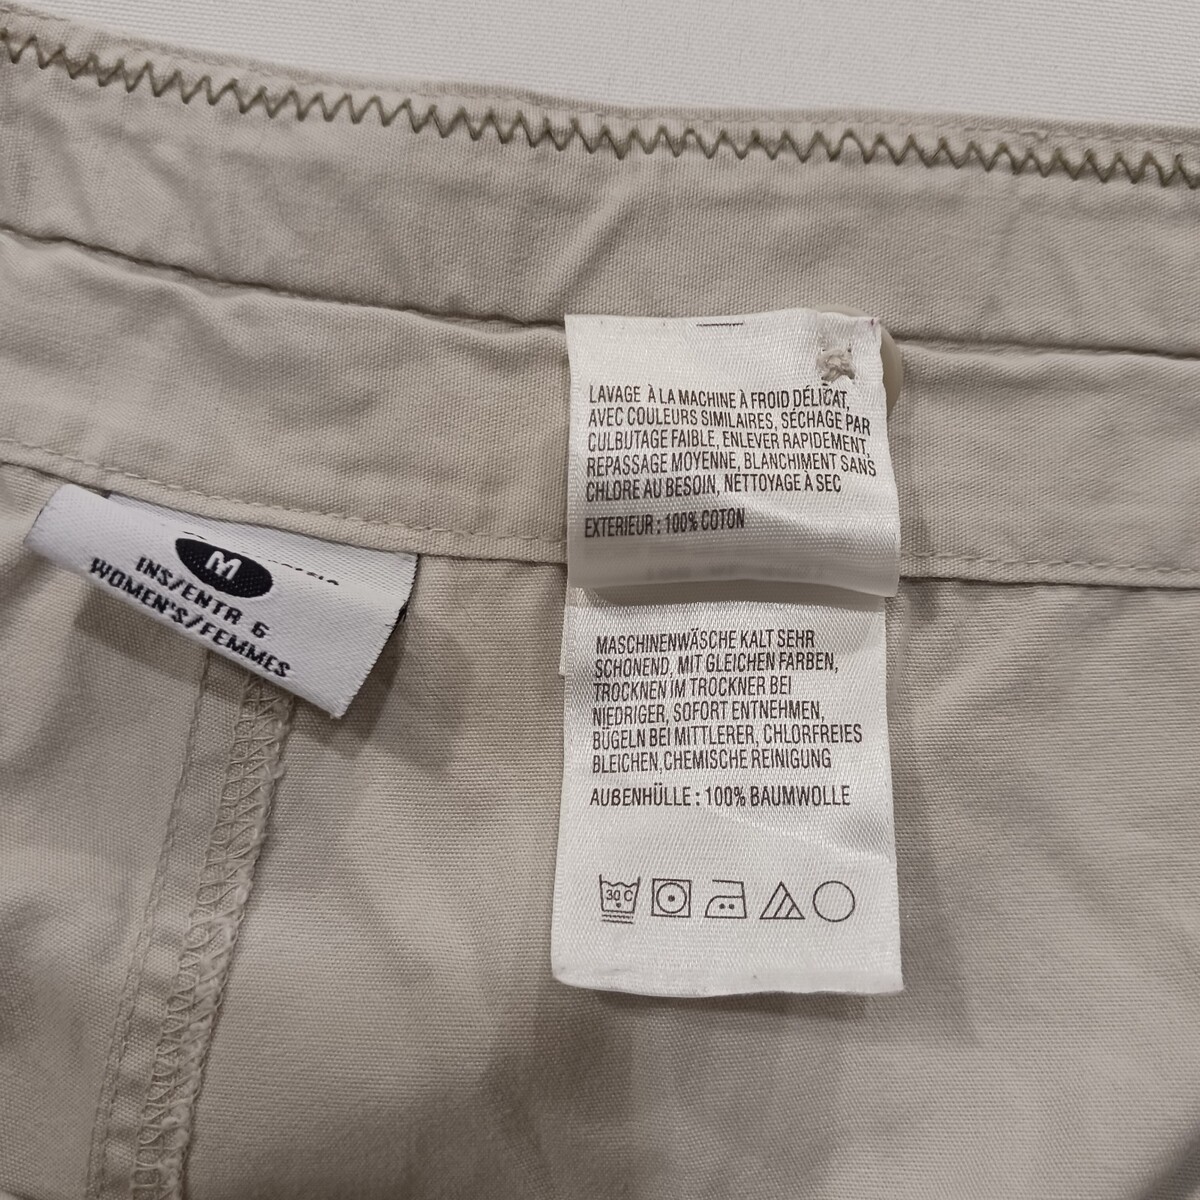 LAVAGE À LA MACHINE À FROID DÉLICAT,
AVEC COULEURS SIMILAIRES, SÉCHAGE PAR
CULBUTAGE FAIBLE, ENLEVER RAPIDEMENT,
REPASSAGE MOYENNE, BLANCHIMENT SANS
CHLORE AU BESOIN, NETTOYAGE À SEC
EXTERIEUR : 100% COTON
M
INS/ENTR 6
WOMEN'S/FEMMES
MASCHINENWÄSCHE KALT SEHR
SCHONEND, MIT GLEICHEN FARBEN,
TROCKNEN IM TROCKNER BEI
NIEDRIGER, SOFORT ENTNEHMEN,
BÜGELN BEI MITTLERER, CHLORFREIES
BLEICHEN, CHEMISCHE REINIGUNG
AUßENHÜLLE : 100% BAUMWOLLE
30 C